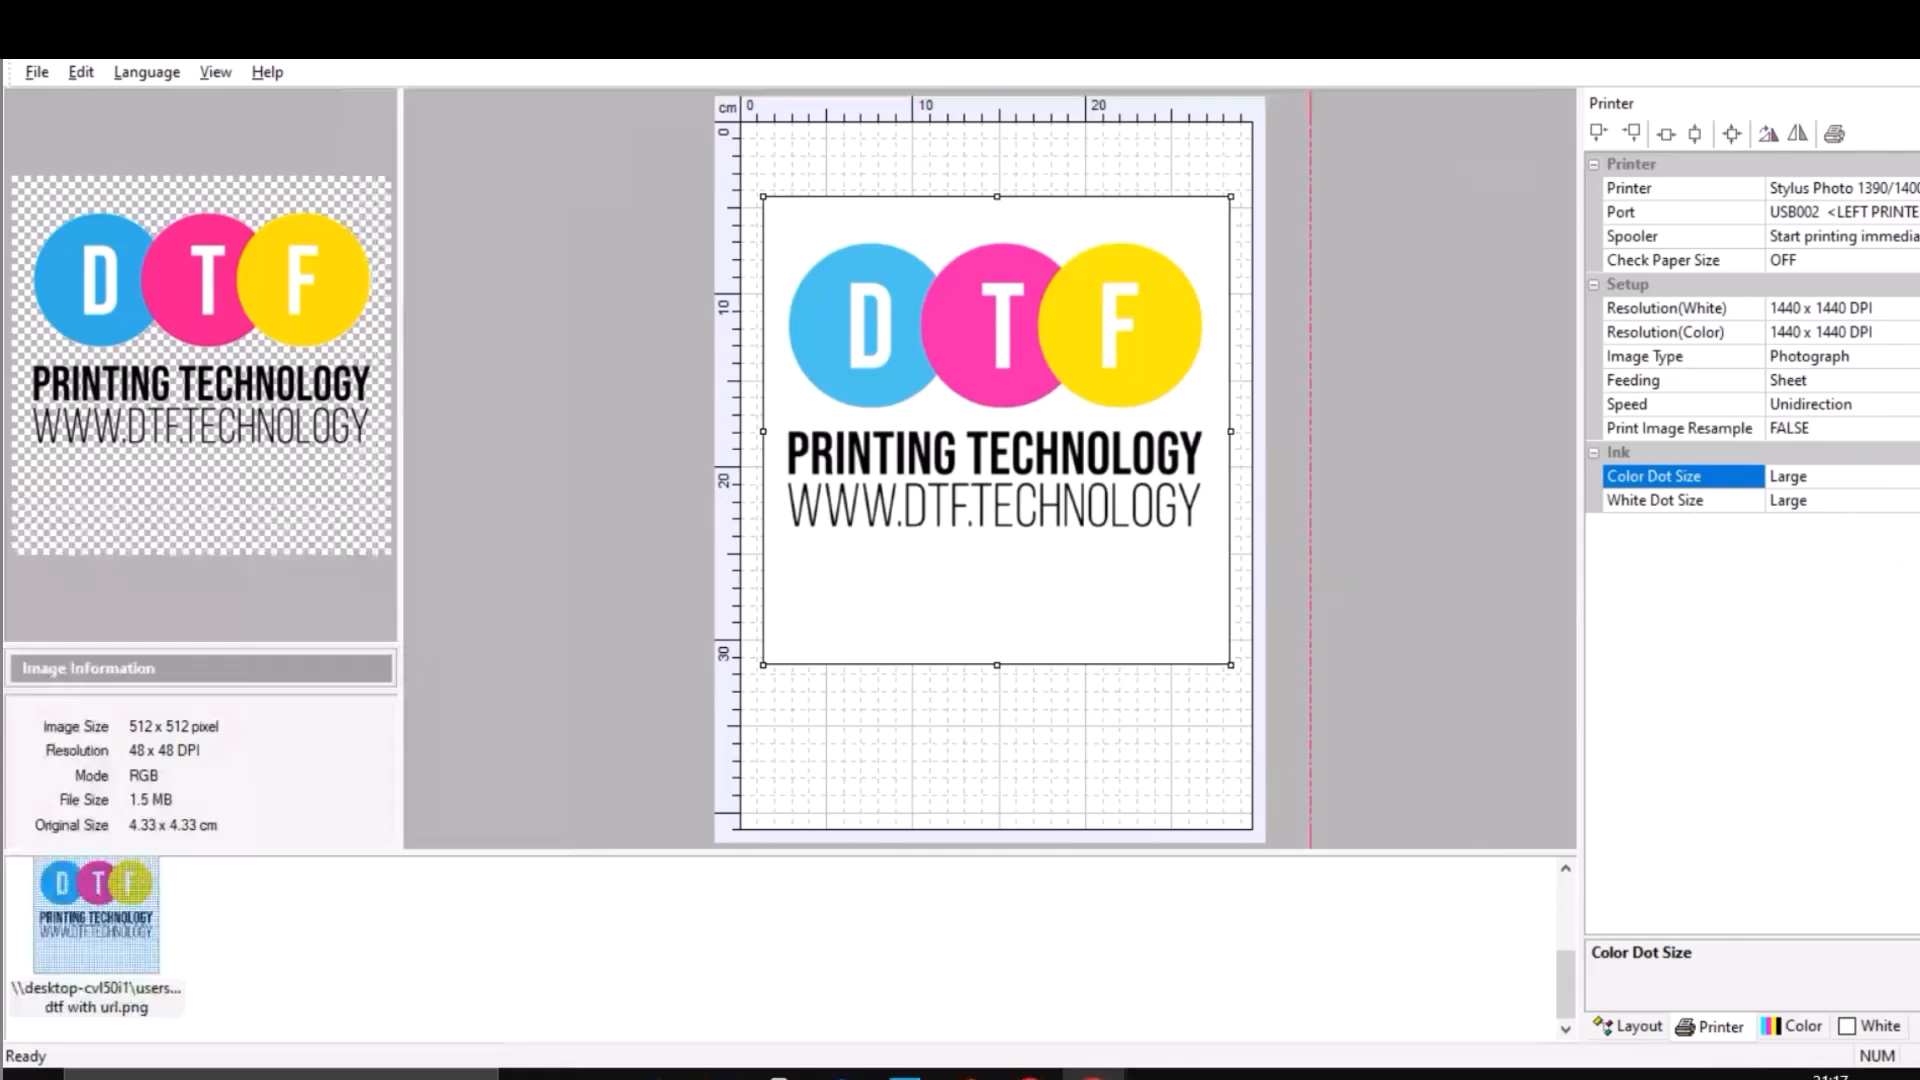 File Edit Language View Help
D T F
PRINTING TECHNOLOGY
WWW.DTF.TECHNOLOGY
Image Information
Image Size 512 x 512 pixel
Resolution 48 x 48 DPI
Mode RGB
File Size 1.5 MB
Original Size 4.33 x 4.33 cm
cm 0 10 20
0
10
20
30
D T F
PRINTING TECHNOLOGY
WWW.DTF.TECHNOLOGY
Printer
Printer
Printer Stylus Photo 1390/1400
Port USB002 <LEFT PRINTE
Spooler Start printing immedia
Check Paper Size OFF
Setup
Resolution(White) 1440 x 1440 DPI
Resolution(Color) 1440 x 1440 DPI
Image Type Photograph
Feeding Sheet
Speed Unidirection
Print Image Resample FALSE
Ink
Color Dot Size Large
White Dot Size Large
Color Dot Size
Layout Printer Color White
D T F
PRINTING TECHNOLOGY
WWW.DTF.TECHNOLOGY
\\desktop-cvl50i1\users...
dtf with url.png
Ready
NUM